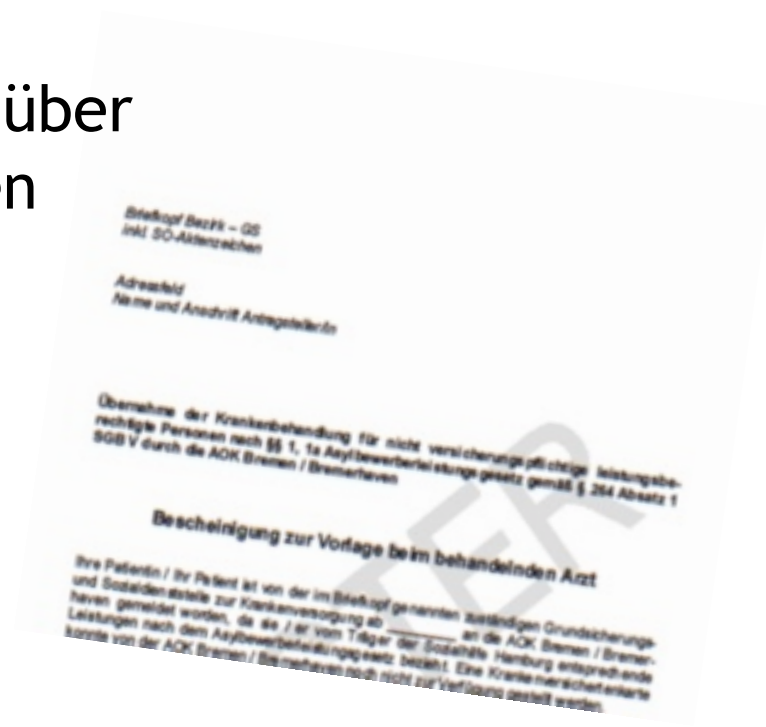 über
en
Briefkopf Bezirk – GS
inkl. SO-Aktenzeichen
Adressfeld
Name und Anschrift Antragsteller/in
Übernahme der Krankenbehandlung für nicht versicherungspflichtige leistungsbe-
rechtigte Personen nach §§ 1, 1a Asylbewerberleistungsgesetz gemäß § 264 Absatz 1
SGB V durch die AOK Bremen / Bremerhaven
TER
Bescheinigung zur Vorlage beim behandelnden Arzt
Ihre Patientin / Ihr Patient ist von der im Briefkopf genannten zuständigen Grundsicherungs-
und Sozialdienststelle zur Krankenversorgung ab ________ an die AOK Bremen / Bremer-
haven gemeldet worden, da sie / er vom Träger der Sozialhilfe Hamburg entsprechende
Leistungen nach dem Asylbewerberleistungsgesetz bezieht. Eine Krankenversichertenkarte
konnte von der AOK Bremen / Bremerhaven noch nicht zur Verfügung gestellt werden.